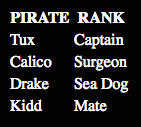 PIRATE RANK
Tux Captain
Calico Surgeon
Drake Sea Dog
Kidd Mate